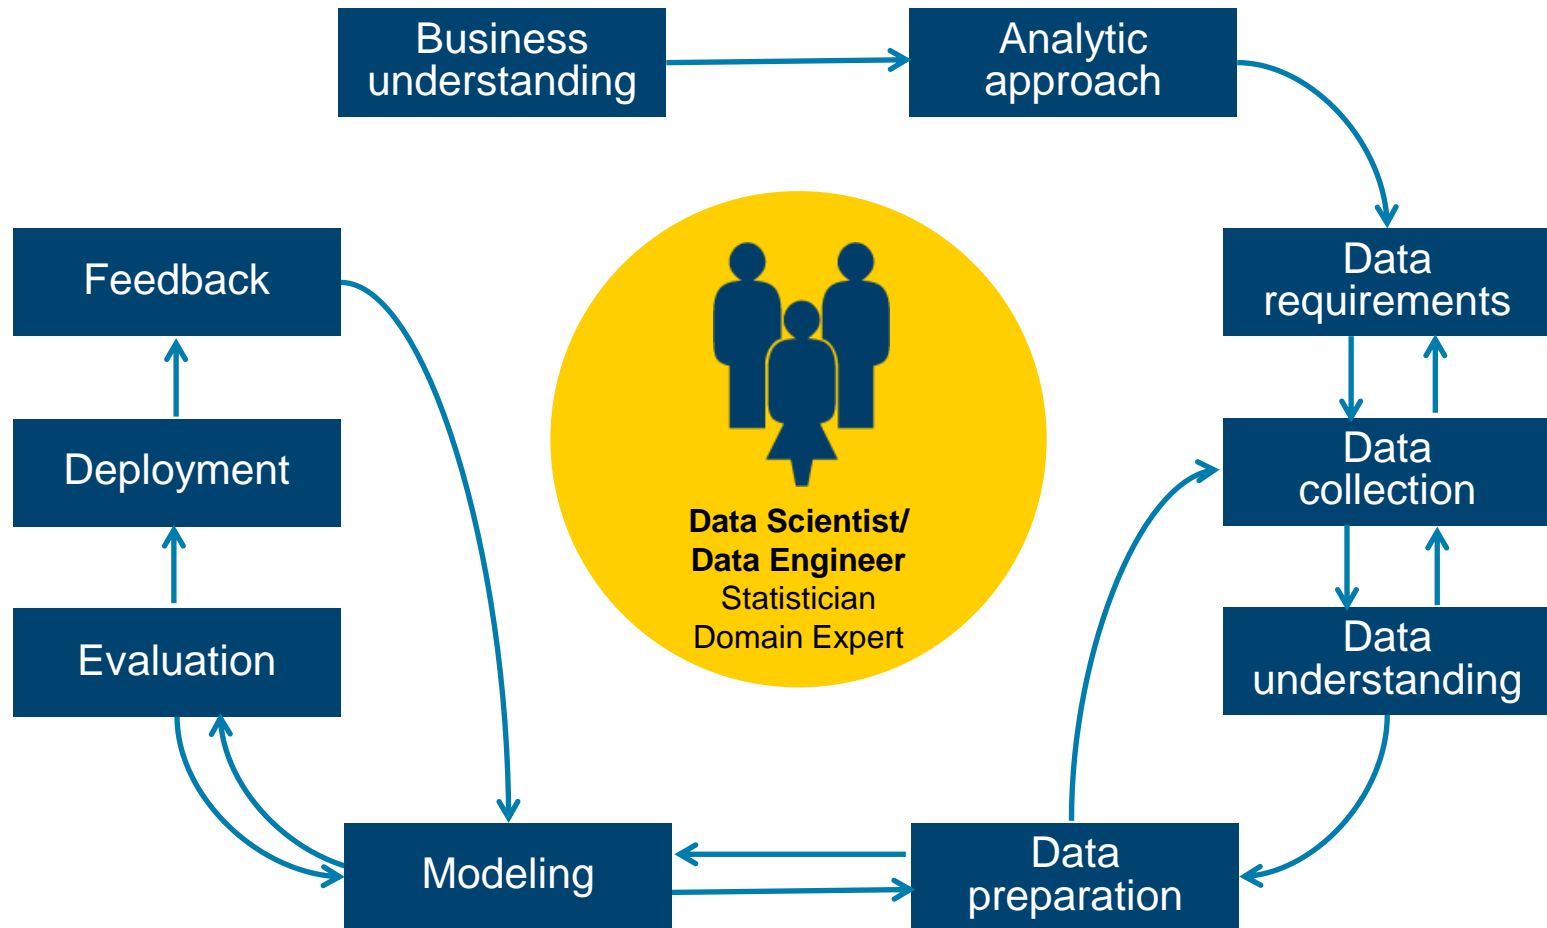 Business
understanding
Analytic
approach
Feedback
Data
requirements
Deployment
Data
collection
Data Scientist/
Data Engineer
Statistician
Domain Expert
Evaluation
Data
understanding
Modeling
Data
preparation